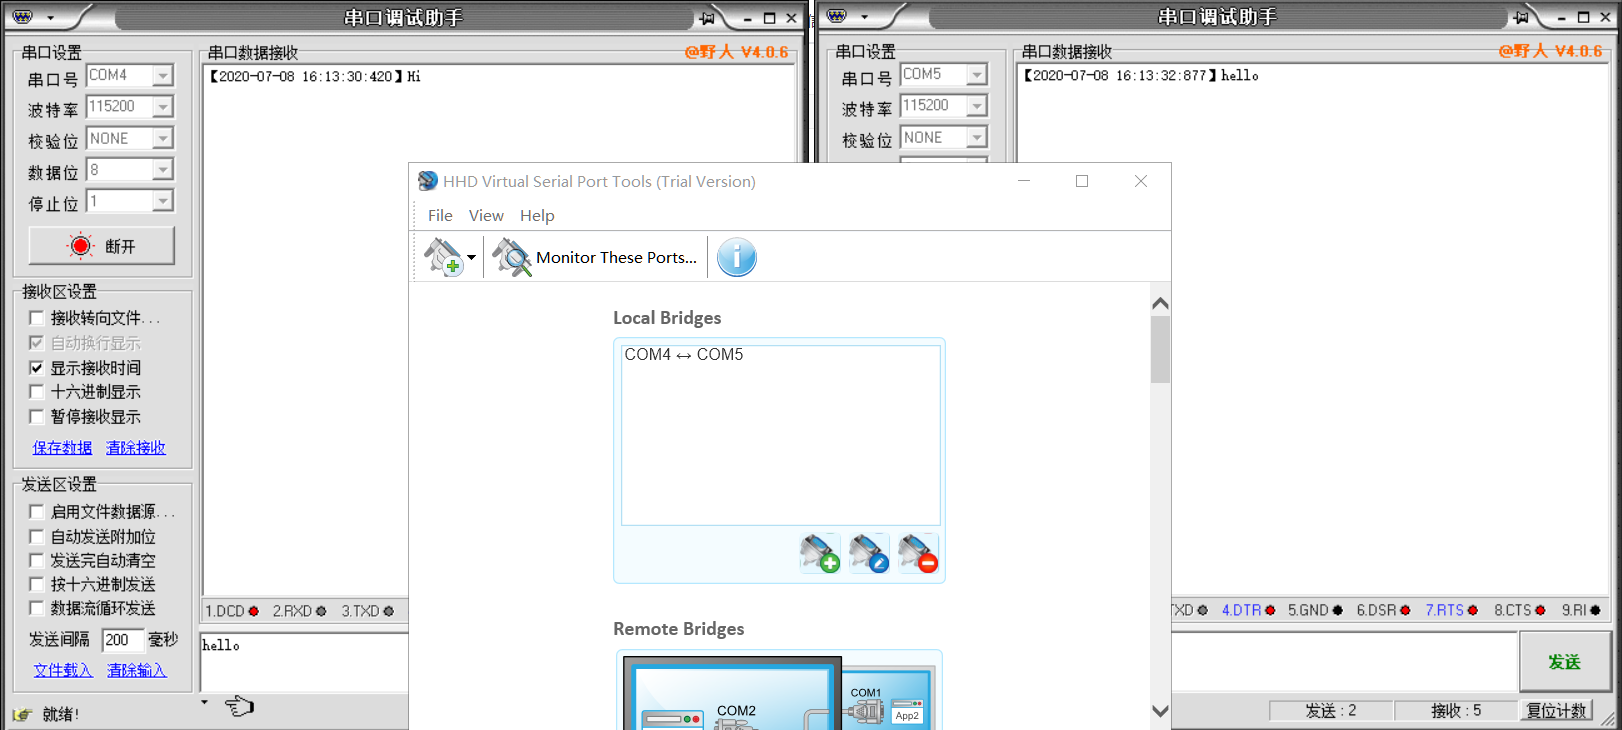 串口调试助手
串口设置
串口号 COM4
波特率 115200
校验位 NONE
数据位 8
停止位 1
断开
接收区设置
接收转向文件...
自动换行显示
显示接收时间
十六进制显示
暂停接收显示
保存数据 清除接收
发送区设置
启用文件数据源...
自动发送附加位
发送完自动清空
按十六进制发送
数据流循环发送
发送间隔 200 毫秒
文件载入 清除输入
就绪!
串口数据接收 @野人 V4.0.6
【2020-07-08 16:13:30:420】Hi
1.DCD 2.RXD 3.TXD
hello
HHD Virtual Serial Port Tools (Trial Version)
File View Help
Monitor These Ports...
Local Bridges
COM4 ↔ COM5
Remote Bridges
COM2
COM1
App2
串口调试助手
串口设置
串口号 COM5
波特率 115200
校验位 NONE
串口数据接收 @野人 V4.0.6
【2020-07-08 16:13:32:877】hello
TXD 4.DTR 5.GND 6.DSR 7.RTS 8.CTS 9.RI
发送
发送 : 2 接收 : 5 复位计数